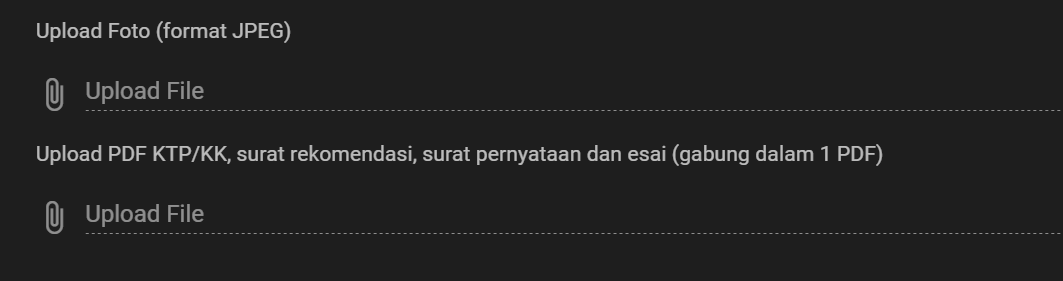 Upload Foto (format JPEG)
Upload File
Upload PDF KTP/KK, surat rekomendasi, surat pernyataan dan esai (gabung dalam 1 PDF)
Upload File